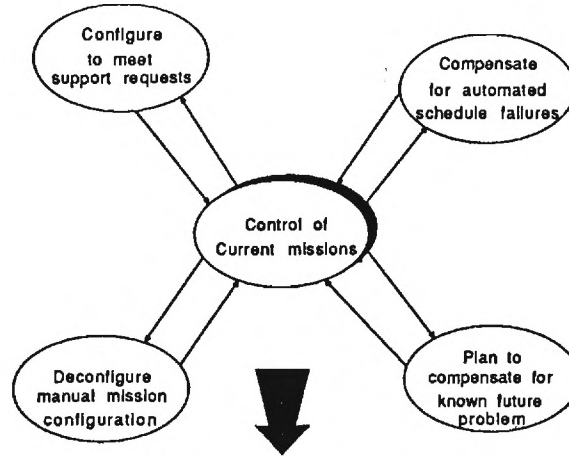 Configure
to meet
support requests
Compensate
for automated
schedule failures
Control of
Current missions
Deconfigure
manual mission
configuration
Plan to
compensate for
known future
problem